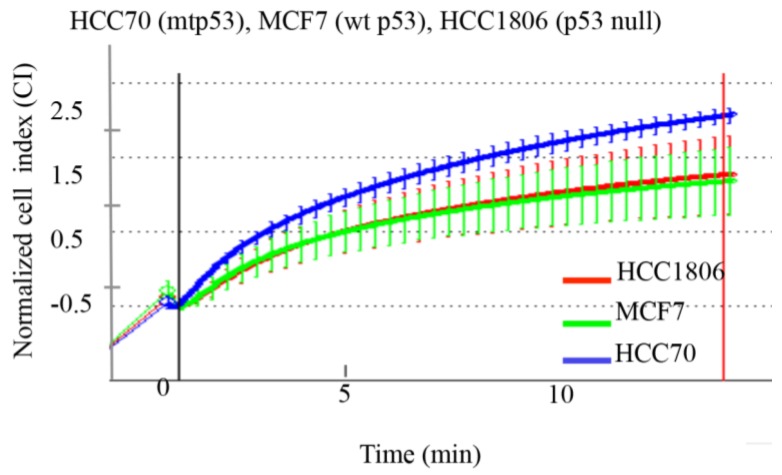 HCC70 (mtp53), MCF7 (wt p53), HCC1806 (p53 null)
Normalized cell index (CI)
2.5
1.5
0.5
-0.5
HCC1806
MCF7
HCC70
0
5
10
Time (min)